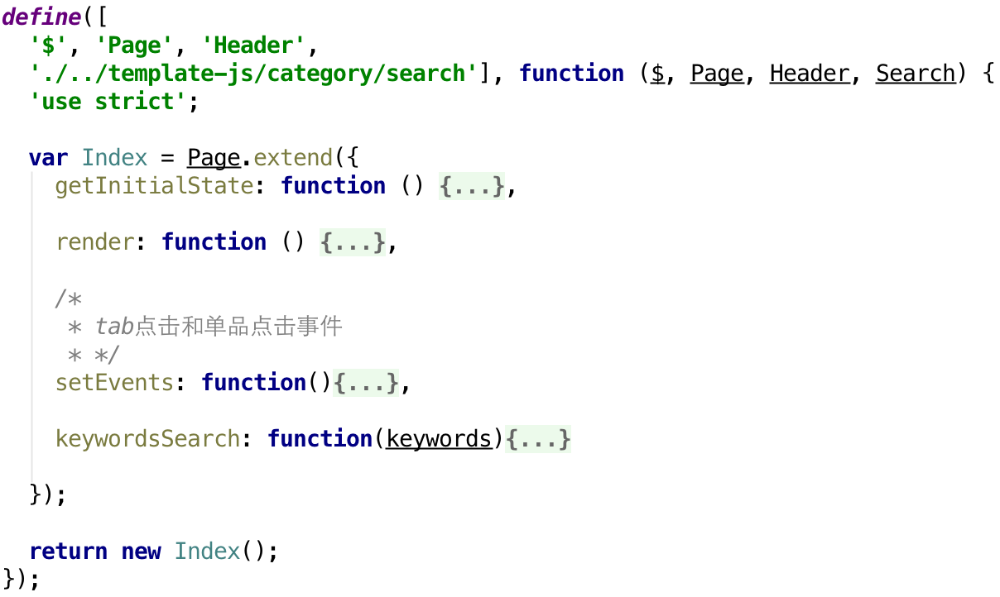 define([
  '$', 'Page', 'Header',
  './../template-js/category/search'], function ($, Page, Header, Search) {
  'use strict';

  var Index = Page.extend({
    getInitialState: function () {...},

    render: function () {...},

    /*
     * tab点击和单品点击事件
     * */
    setEvents: function(){...},

    keywordsSearch: function(keywords){...}

  });

  return new Index();
});